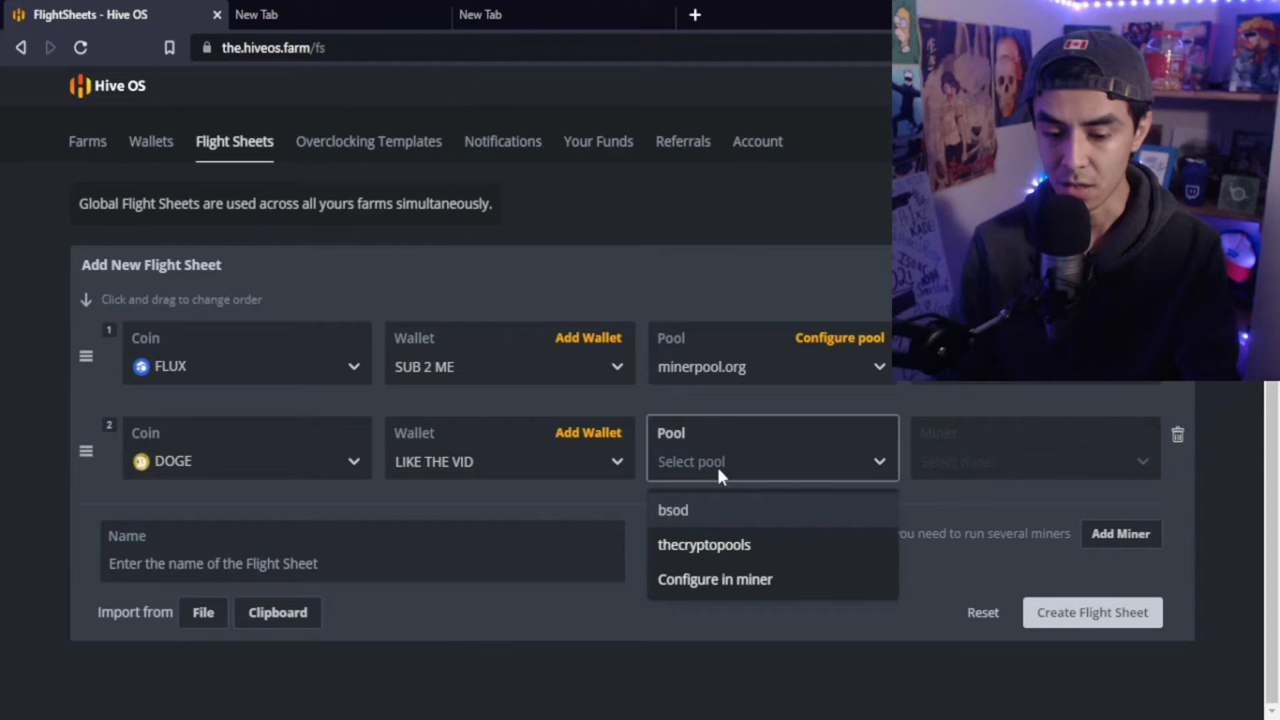 FlightSheets - Hive OS
New Tab
New Tab
the.hiveos.farm/fs
Hive OS
Farms
Wallets
Flight Sheets
Overclocking Templates
Notifications
Your Funds
Referrals
Account
Global Flight Sheets are used across all yours farms simultaneously.
Add New Flight Sheet
Click and drag to change order
1
Coin
FLUX
Wallet
Add Wallet
SUB 2 ME
Pool
Configure pool
minerpool.org
2
Coin
DOGE
Wallet
Add Wallet
LIKE THE VID
Pool
Select pool
Miner
Select miner
bsod
thecryptopools
Configure in miner
Name
Enter the name of the Flight Sheet
you need to run several miners
Add Miner
Import from
File
Clipboard
Reset
Create Flight Sheet